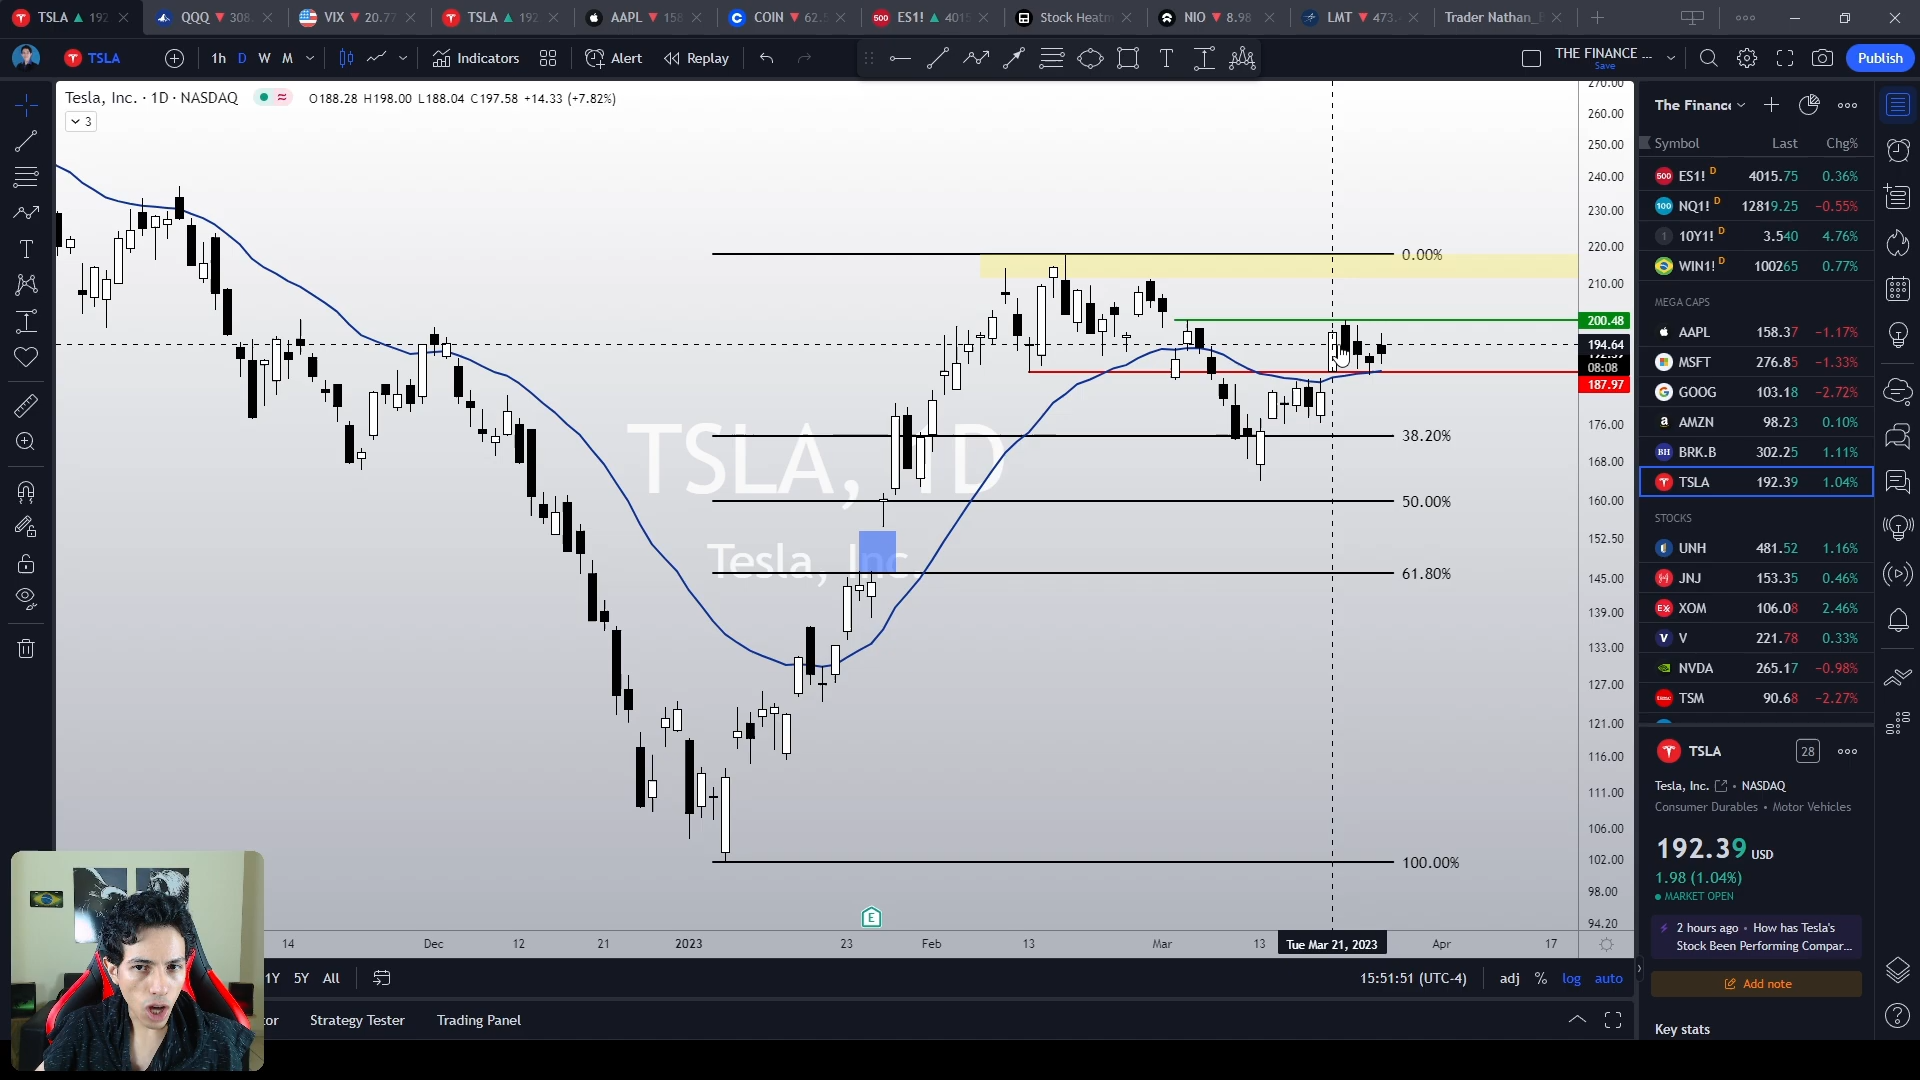 TSLA ▲ 192
QQQ ▼ 308.
VIX ▼ 20.77
TSLA ▲ 192
AAPL ▼ 158
COIN ▼ 62.5
500 ES1! ▲ 4015
Stock Heatm
NIO ▼ 8.98
LMT ▼ 473.
Trader Nathan_E
TSLA
1h D W M
Indicators
Alert
Replay
THE FINANCE ...
Save
Publish
Tesla, Inc. · 1D · NASDAQ
O188.28 H198.00 L188.04 C197.58 +14.33 (+7.82%)
3
TSLA, 1D
Tesla, Inc.
0.00%
38.20%
50.00%
61.80%
100.00%
E
270.00
260.00
250.00
240.00
230.00
220.00
210.00
200.48
194.64
08:08
187.97
176.00
168.00
160.00
152.50
145.00
139.00
133.00
127.00
121.00
116.00
111.00
106.00
102.00
98.00
94.20
14
Dec
12
21
2023
23
Feb
13
Mar
13
Tue Mar 21, 2023
Apr
17
1Y 5Y All
15:51:51 (UTC-4)
adj % log auto
tor
Strategy Tester
Trading Panel
The Financ
Symbol Last Chg%
500 ES1! D 4015.75 0.36%
100 NQ1! D 12819.25 −0.55%
1 10Y1! D 3.540 4.76%
WIN1! D 100265 0.77%
MEGA CAPS
AAPL 158.37 −1.17%
MSFT 276.85 −1.33%
GOOG 103.18 −2.72%
AMZN 98.23 0.10%
BH BRK.B 302.25 1.11%
TSLA 192.39 1.04%
STOCKS
UNH 481.52 1.16%
JNJ 153.35 0.46%
XOM 106.08 2.46%
V V 221.78 0.33%
NVDA 265.17 −0.98%
TSM 90.68 −2.27%
TSLA
28
Tesla, Inc. • NASDAQ
Consumer Durables • Motor Vehicles
192.39 USD
1.98 (1.04%)
MARKET OPEN
2 hours ago • How has Tesla's
Stock Been Performing Compar...
Add note
Key stats